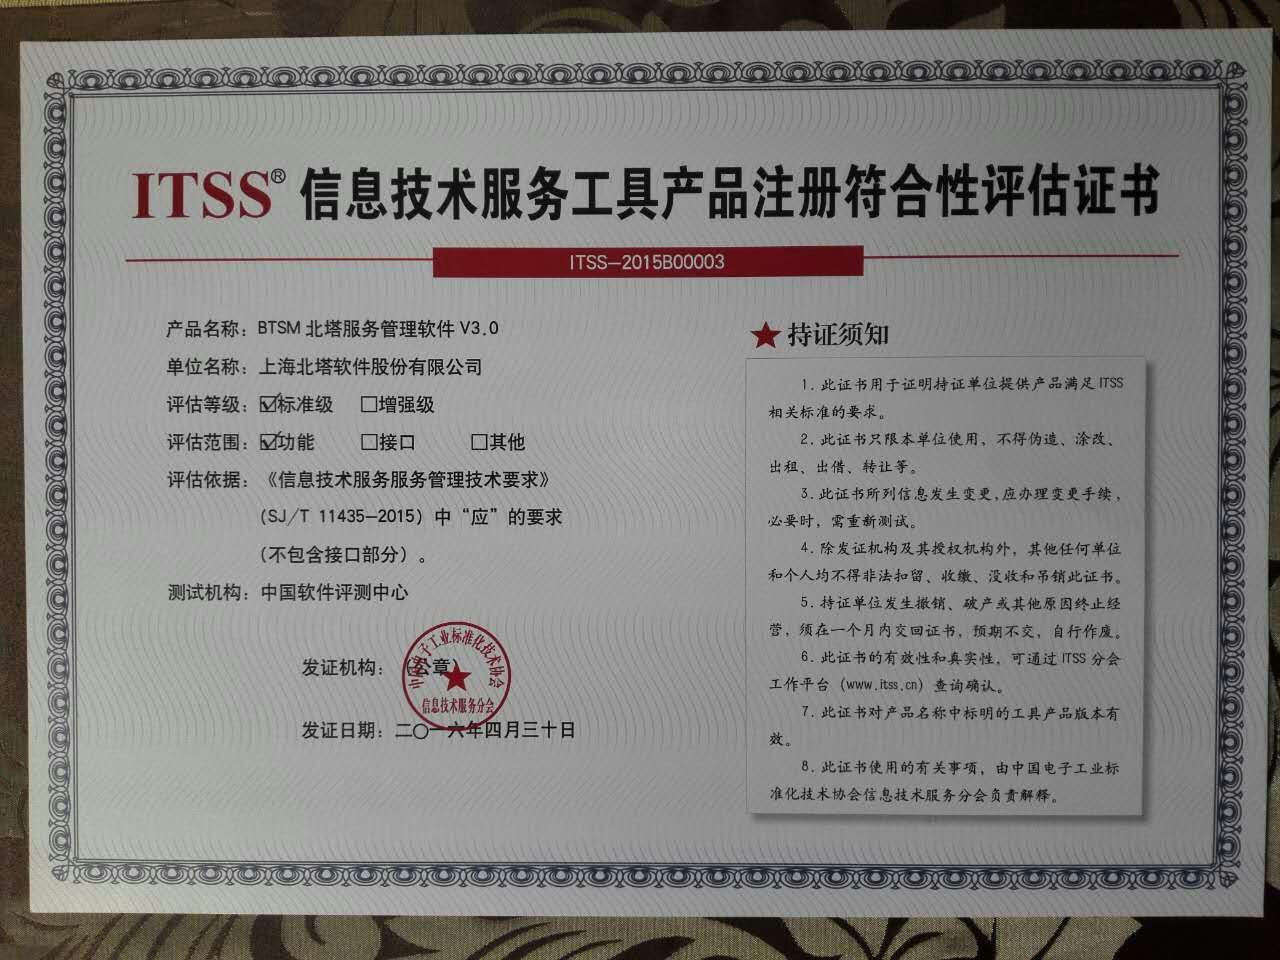 ITSS® 信息技术服务工具产品注册符合性评估证书
ITSS-2015B00003
产品名称：BTSM 北塔服务管理软件 V3.0
单位名称：上海北塔软件股份有限公司
评估等级：☑标准级 □增强级
评估范围：☑功能 □接口 □其他
评估依据：《信息技术服务服务管理技术要求》
（SJ/T 11435-2015）中“应”的要求
（不包含接口部分）。
测试机构：中国软件评测中心
发证机构：（公章）
中国电子工业标准化技术协会
信息技术服务分会
发证日期：二〇一六年四月三十日
★ 持证须知
1. 此证书用于证明持证单位提供产品满足 ITSS
相关标准的要求。
2. 此证书只限本单位使用，不得伪造、涂改、
出租、出借、转让等。
3. 此证书所列信息发生变更，应办理变更手续，
必要时，需重新测试。
4. 除发证机构及其授权机构外，其他任何单位
和个人均不得非法扣留、收缴、没收和吊销此证书。
5. 持证单位发生撤销、破产或其他原因终止经
营，须在一个月内交回证书，预期不交，自行作废。
6. 此证书的有效性和真实性，可通过 ITSS 分会
工作平台（www.itss.cn）查询确认。
7. 此证书对产品名称中标明的工具产品版本有
效。
8. 此证书使用的有关事项，由中国电子工业标
准化技术协会信息技术服务分会负责解释。